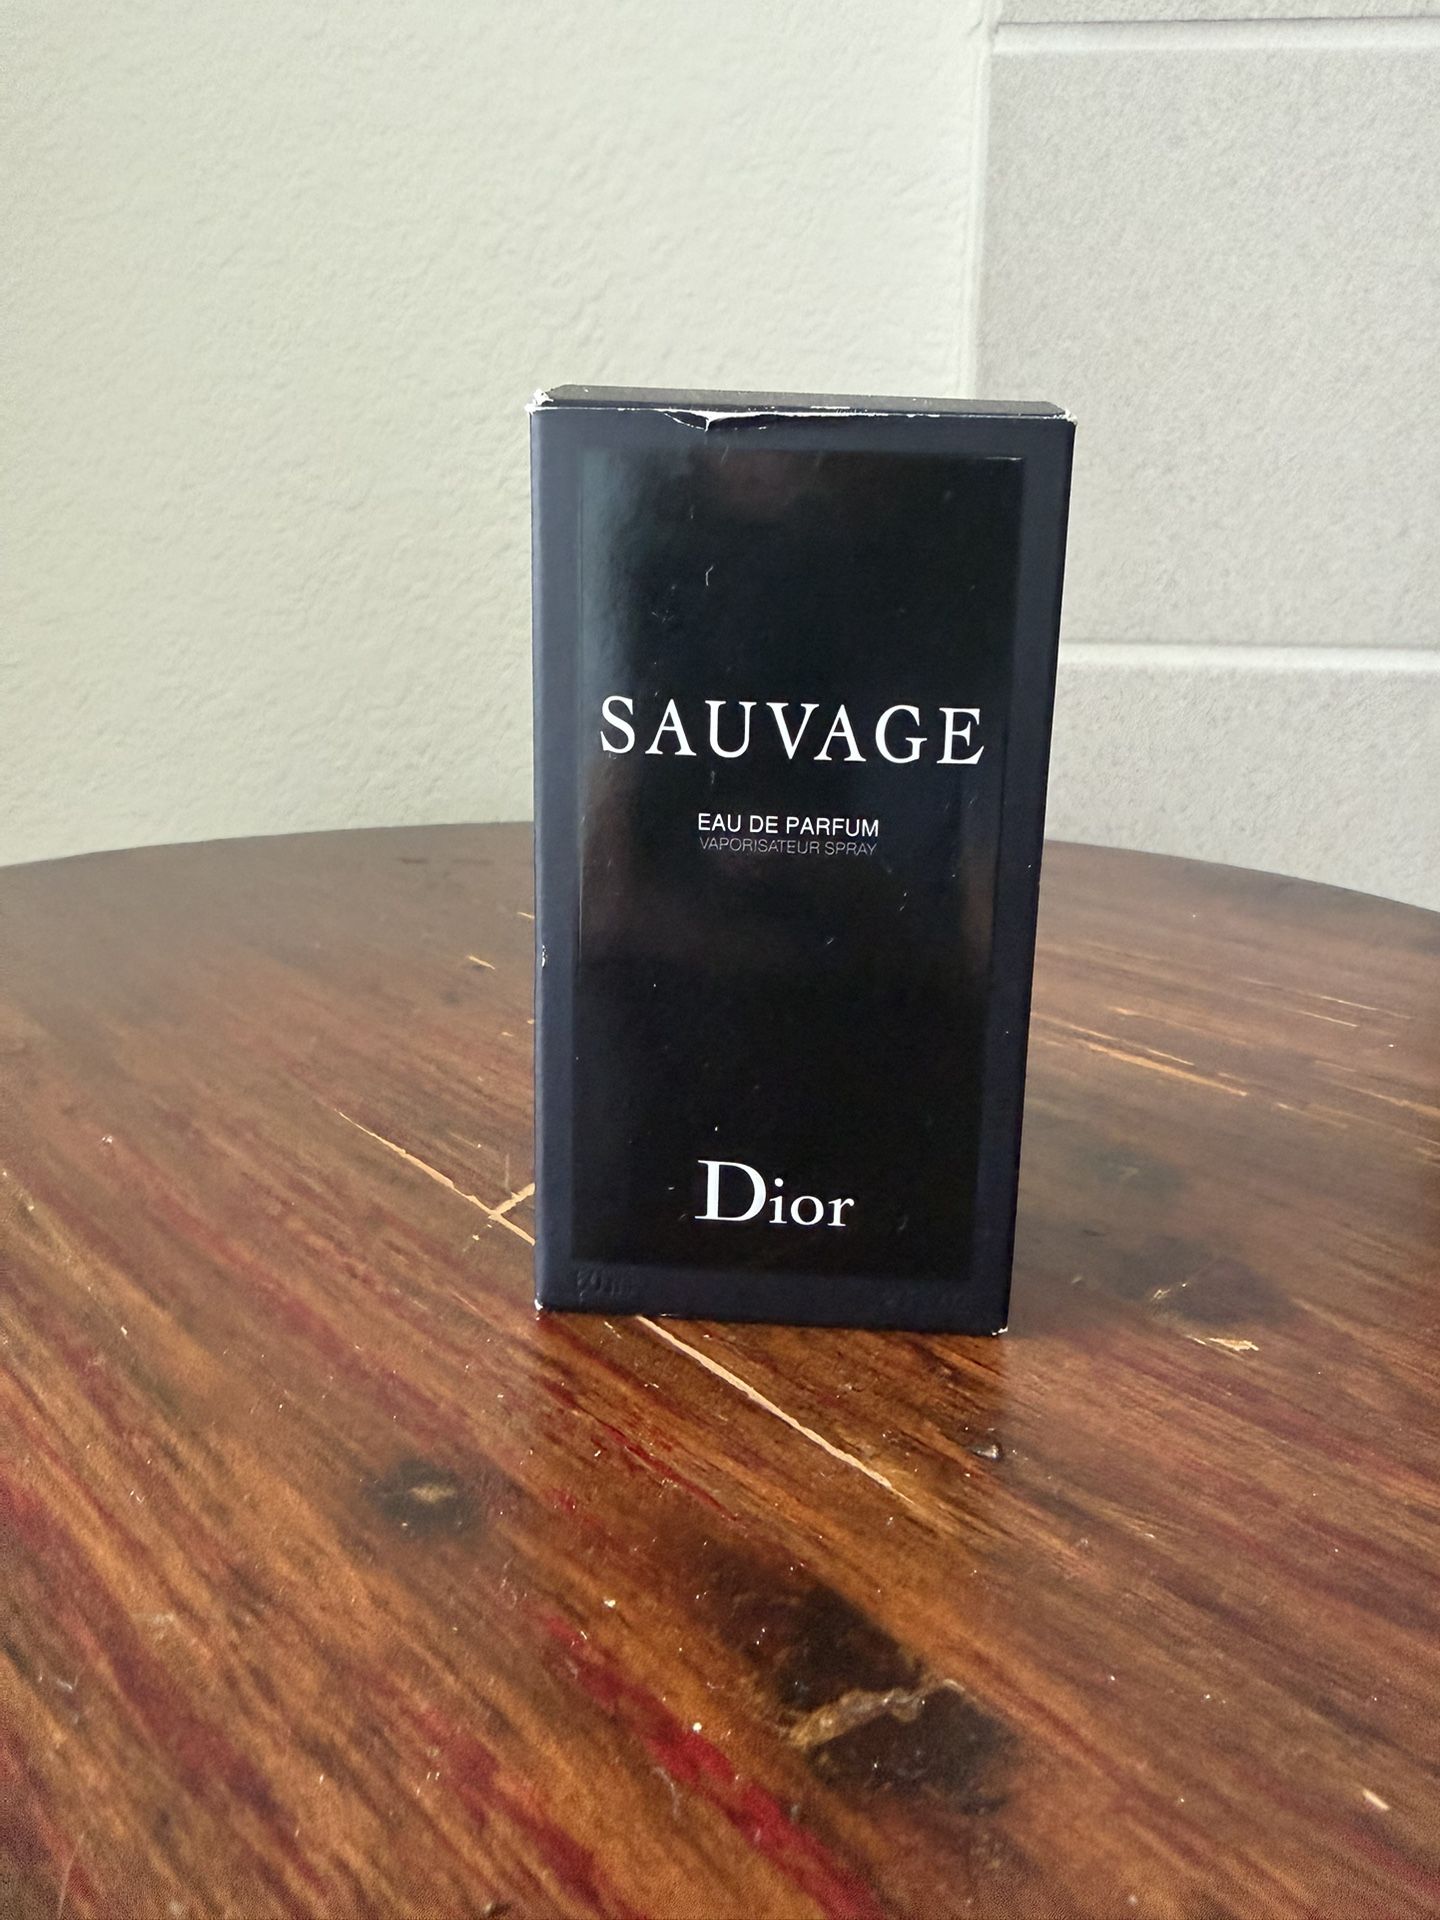 SAUVAGE
EAU DE PARFUM
VAPORISATEUR SPRAY
Dior